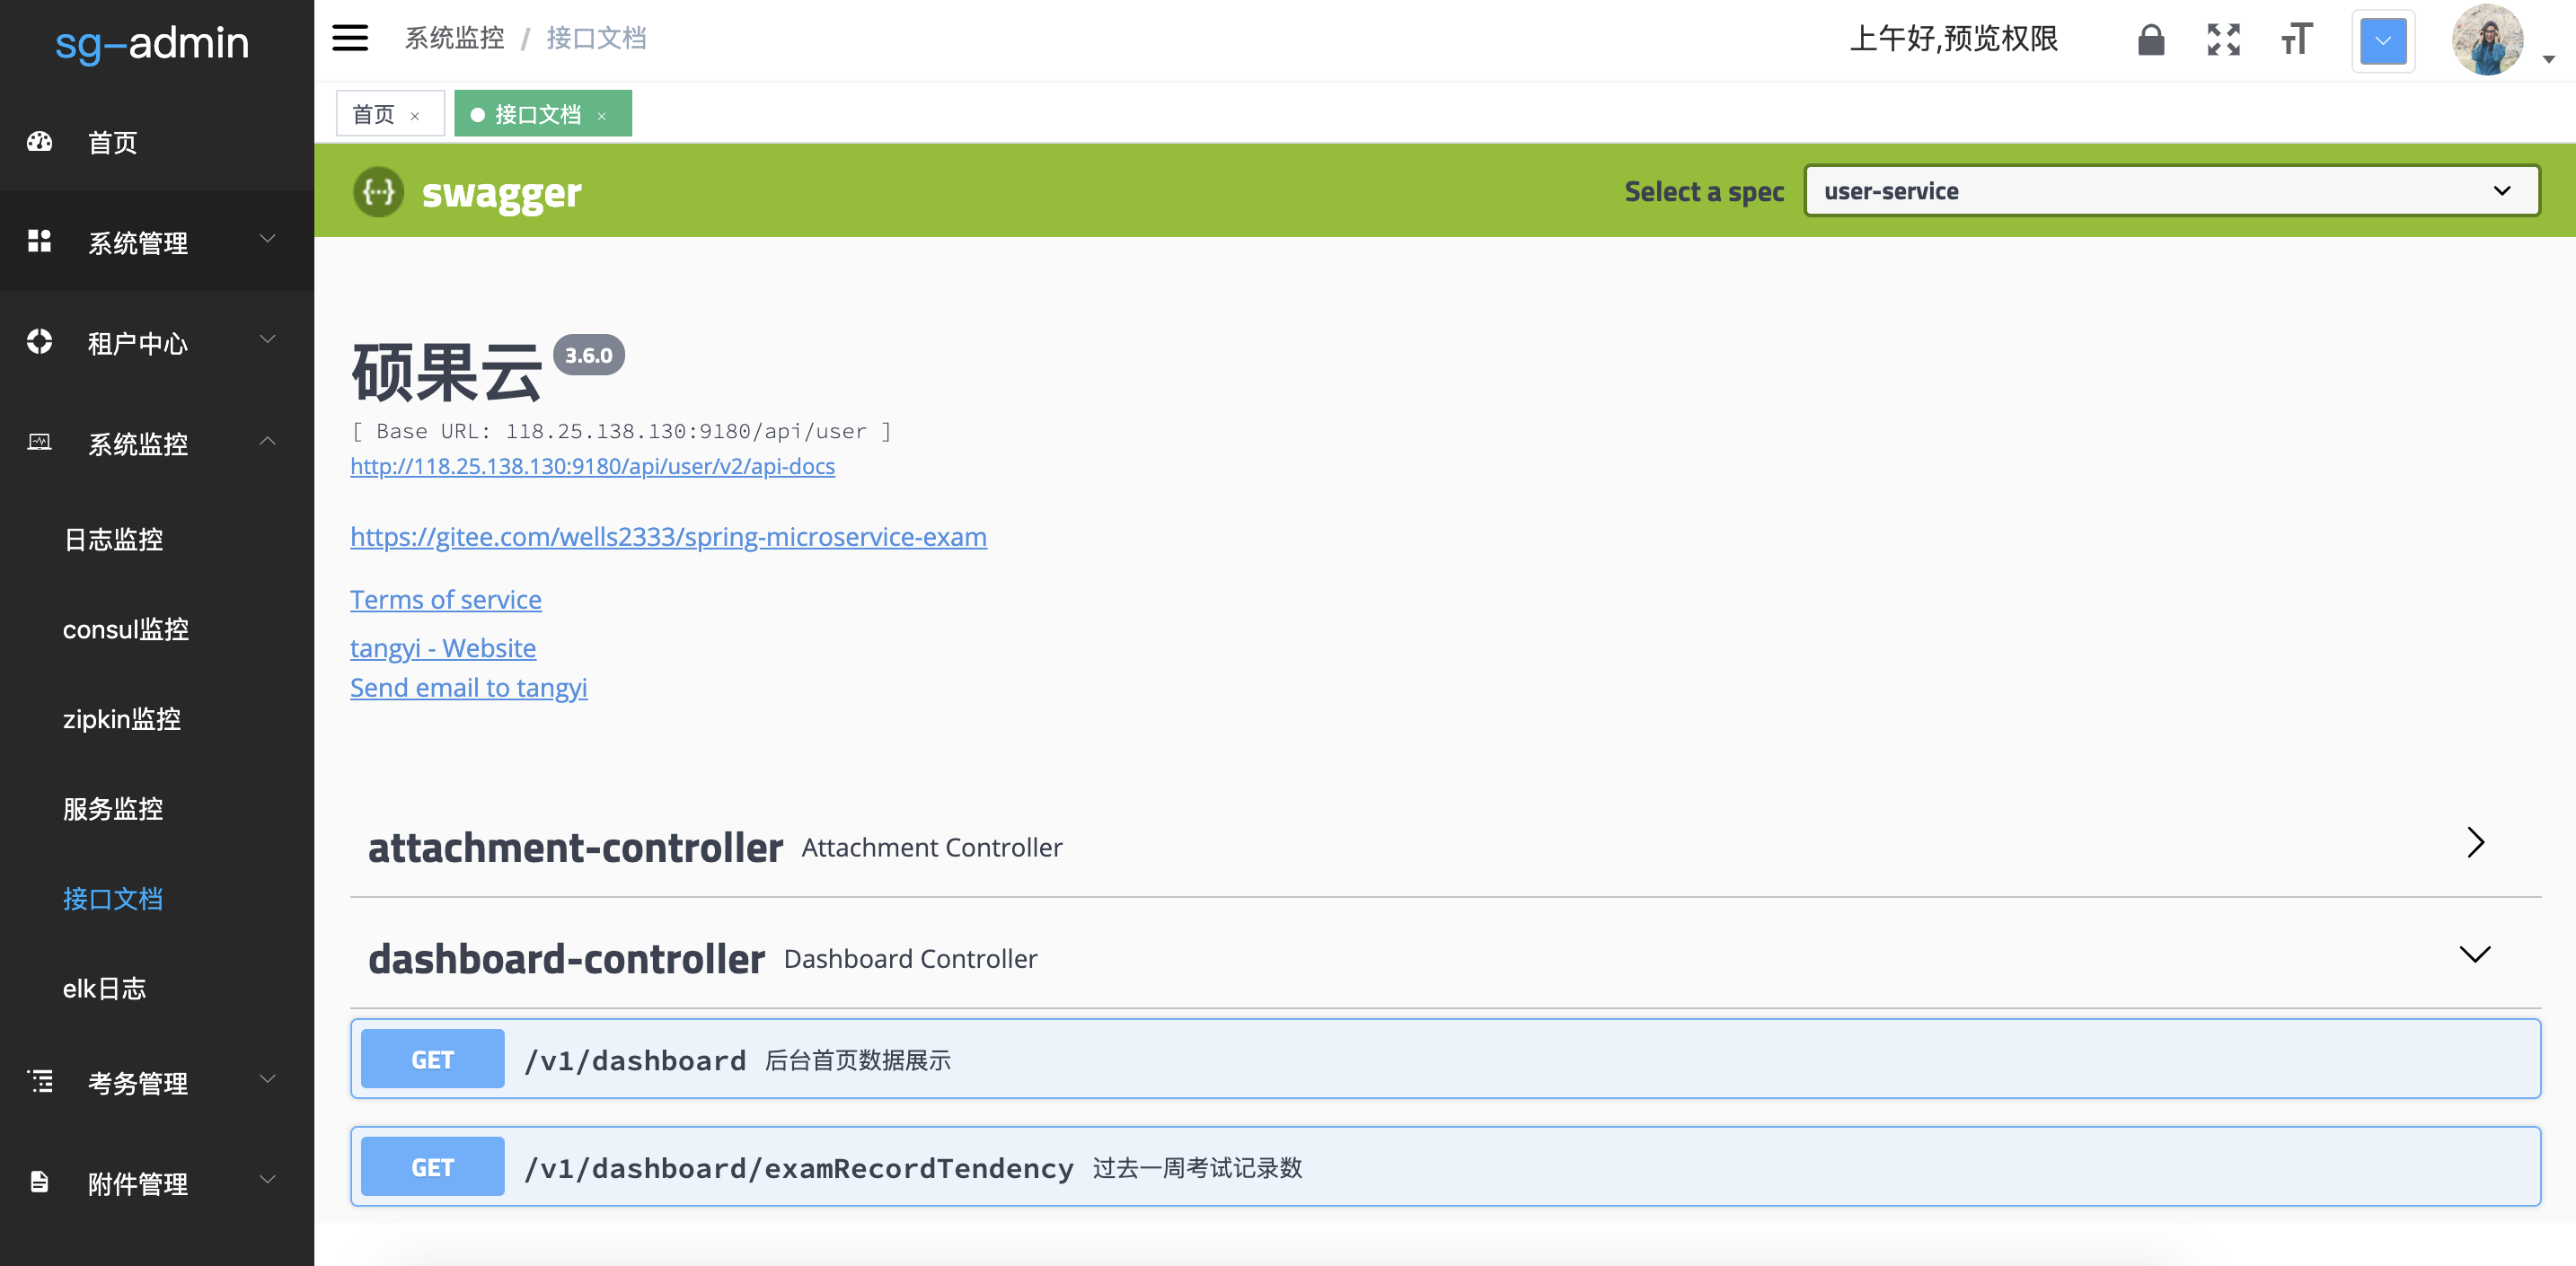 sg-admin
首页
系统管理
租户中心
系统监控
日志监控
consul监控
zipkin监控
服务监控
接口文档
elk日志
考务管理
附件管理
系统监控 / 接口文档
上午好,预览权限
首页 ×
接口文档 ×
{···} swagger
Select a spec
user-service
硕果云 3.6.0
[ Base URL: 118.25.138.130:9180/api/user ]
http://118.25.138.130:9180/api/user/v2/api-docs
https://gitee.com/wells2333/spring-microservice-exam
Terms of service
tangyi - Website
Send email to tangyi
attachment-controller Attachment Controller
dashboard-controller Dashboard Controller
GET /v1/dashboard 后台首页数据展示
GET /v1/dashboard/examRecordTendency 过去一周考试记录数